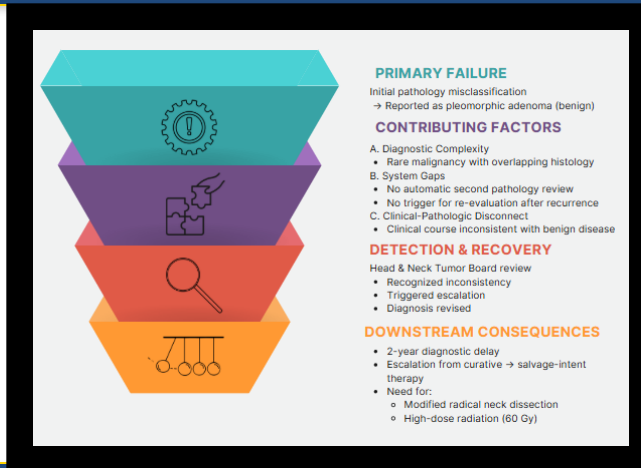 PRIMARY FAILURE
Initial pathology misclassification
→ Reported as pleomorphic adenoma (benign)
CONTRIBUTING FACTORS
A. Diagnostic Complexity
• Rare malignancy with overlapping histology
B. System Gaps
• No automatic second pathology review
• No trigger for re-evaluation after recurrence
C. Clinical-Pathologic Disconnect
• Clinical course inconsistent with benign disease
DETECTION & RECOVERY
Head & Neck Tumor Board review
• Recognized inconsistency
• Triggered escalation
• Diagnosis revised
DOWNSTREAM CONSEQUENCES
• 2-year diagnostic delay
• Escalation from curative → salvage-intent
therapy
• Need for:
◦ Modified radical neck dissection
◦ High-dose radiation (60 Gy)